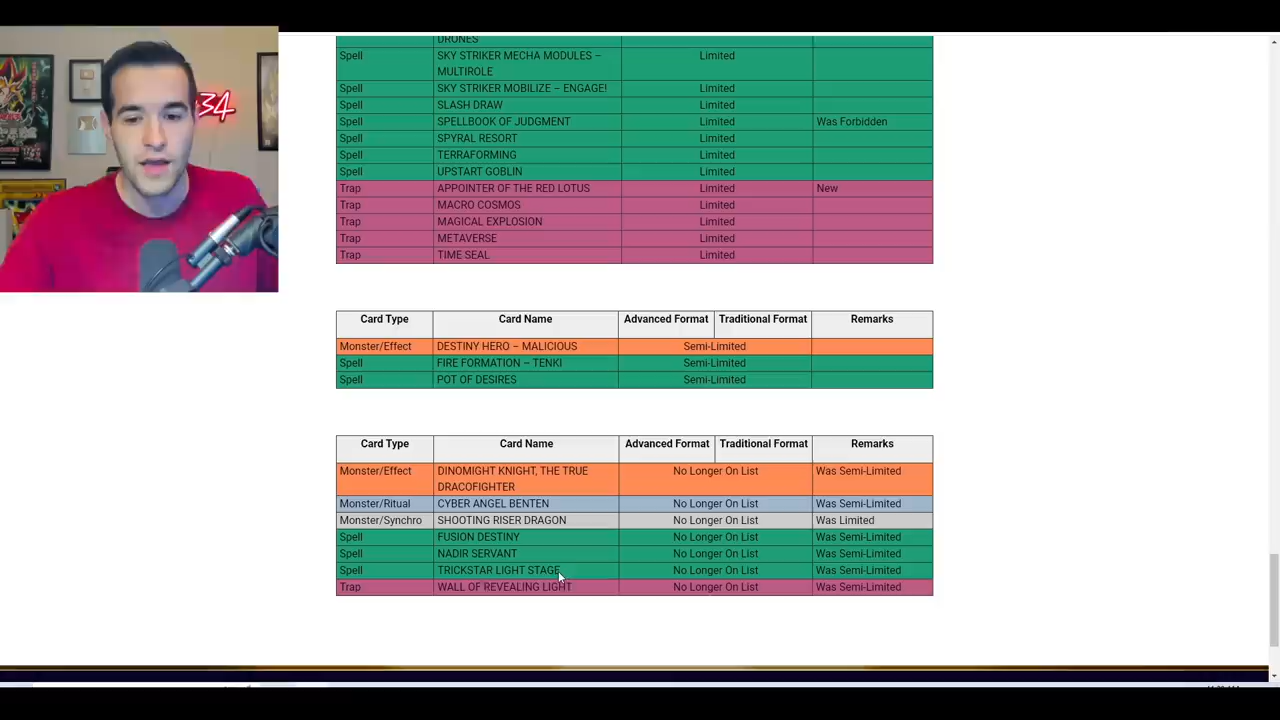 34
DRONES
Spell SKY STRIKER MECHA MODULES – Limited
MULTIROLE
Spell SKY STRIKER MOBILIZE – ENGAGE! Limited
Spell SLASH DRAW Limited
Spell SPELLBOOK OF JUDGMENT Limited Was Forbidden
Spell SPYRAL RESORT Limited
Spell TERRAFORMING Limited
Spell UPSTART GOBLIN Limited
Trap APPOINTER OF THE RED LOTUS Limited New
Trap MACRO COSMOS Limited
Trap MAGICAL EXPLOSION Limited
Trap METAVERSE Limited
Trap TIME SEAL Limited
Card Type Card Name Advanced Format Traditional Format Remarks
Monster/Effect DESTINY HERO – MALICIOUS Semi-Limited
Spell FIRE FORMATION – TENKI Semi-Limited
Spell POT OF DESIRES Semi-Limited
Card Type Card Name Advanced Format Traditional Format Remarks
Monster/Effect DINOMIGHT KNIGHT, THE TRUE No Longer On List Was Semi-Limited
DRACOFIGHTER
Monster/Ritual CYBER ANGEL BENTEN No Longer On List Was Semi-Limited
Monster/Synchro SHOOTING RISER DRAGON No Longer On List Was Limited
Spell FUSION DESTINY No Longer On List Was Semi-Limited
Spell NADIR SERVANT No Longer On List Was Semi-Limited
Spell TRICKSTAR LIGHT STAGE No Longer On List Was Semi-Limited
Trap WALL OF REVEALING LIGHT No Longer On List Was Semi-Limited